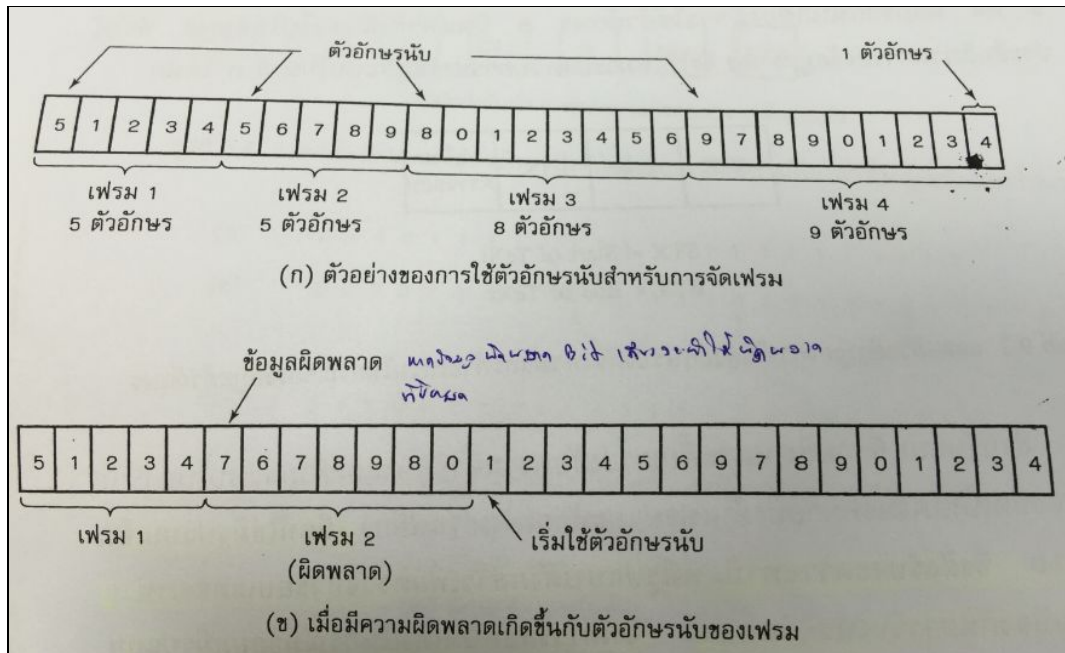 ตัวอักษรนับ
1 ตัวอักษร
5 1 2 3 4 5 6 7 8 9 8 0 1 2 3 4 5 6 9 7 8 9 0 1 2 3 4
เฟรม 1 เฟรม 2 เฟรม 3 เฟรม 4
5 ตัวอักษร 5 ตัวอักษร 8 ตัวอักษร 9 ตัวอักษร
(ก) ตัวอย่างของการใช้ตัวอักษรนับสำหรับการจัดเฟรม
ข้อมูลผิดพลาด
5 1 2 3 4 7 6 7 8 9 8 0 1 2 3 4 5 6 9 7 8 9 0 1 2 3 4
เฟรม 1 เฟรม 2 เริ่มใช้ตัวอักษรนับ
(ผิดพลาด)
(ข) เมื่อมีความผิดพลาดเกิดขึ้นกับตัวอักษรนับของเฟรม